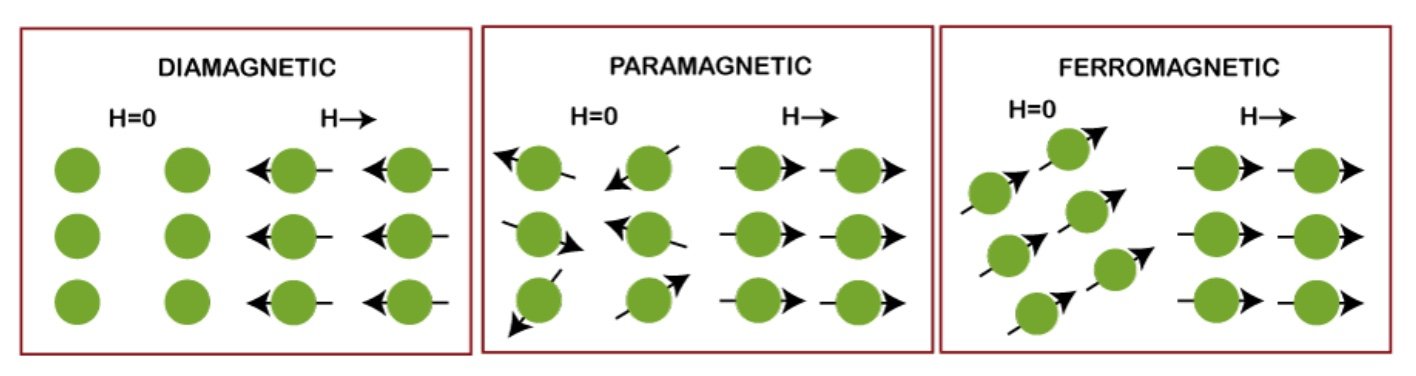 DIAMAGNETIC
H=0 H→
PARAMAGNETIC
H=0 H→
FERROMAGNETIC
H=0 H→